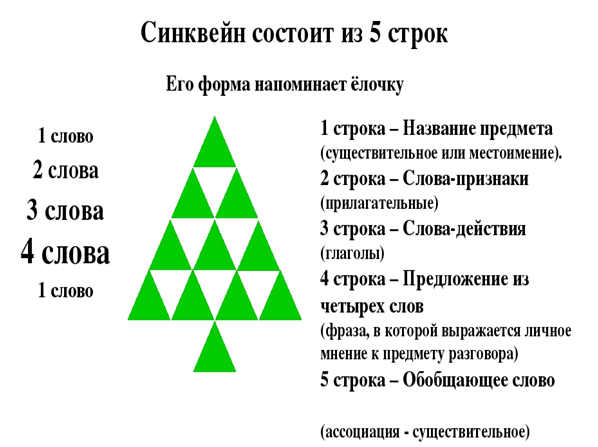 Синквейн состоит из 5 строк
Его форма напоминает ёлочку
1 слово
2 слова
3 слова
4 слова
1 слово
1 строка – Название предмета
(существительное или местоимение).
2 строка – Слова-признаки
(прилагательные)
3 строка – Слова-действия
(глаголы)
4 строка – Предложение из
четырех слов
(фраза, в которой выражается личное
мнение к предмету разговора)
5 строка – Обобщающее слово
(ассоциация - существительное)